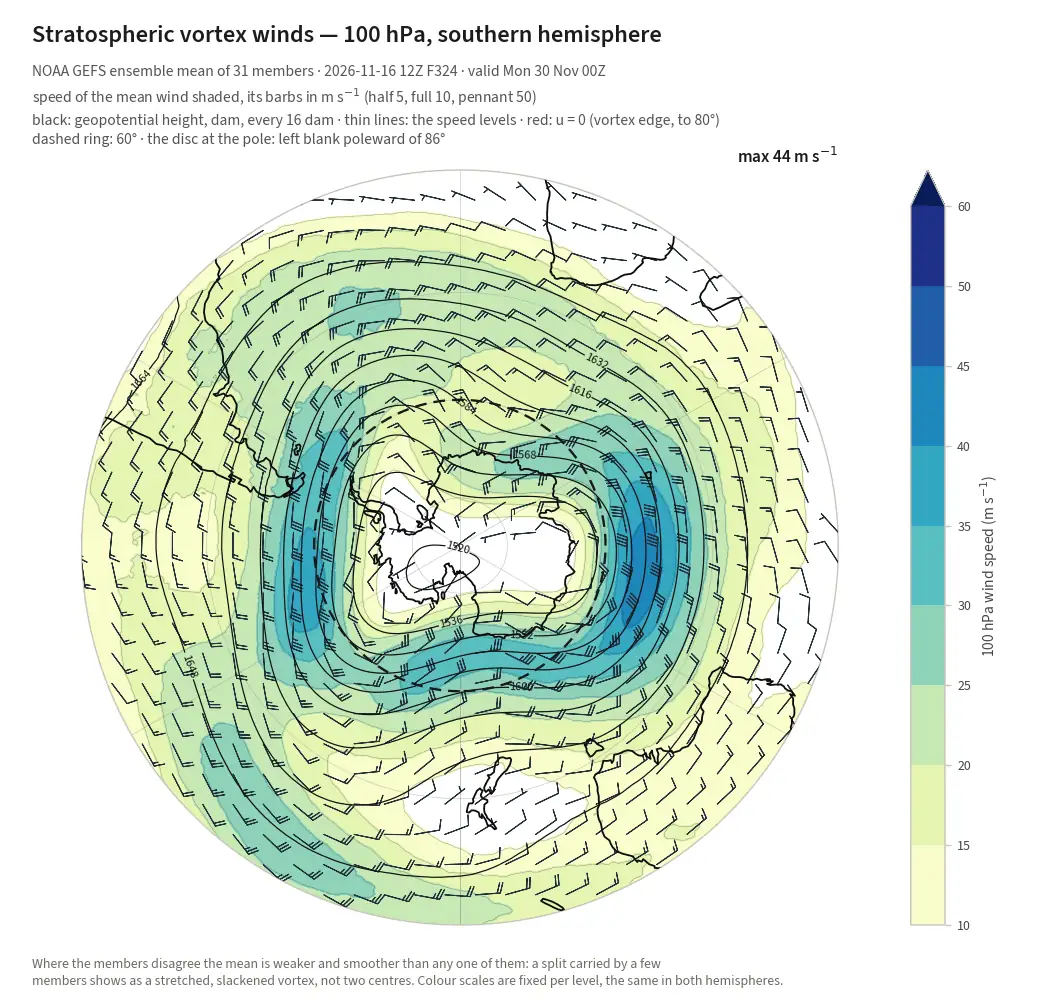 Stratospheric vortex winds — 100 hPa, southern hemisphere
NOAA GEFS ensemble mean of 31 members · 2026-11-16 12Z F324 · valid Mon 30 Nov 00Z
speed of the mean wind shaded, its barbs in m s⁻¹ (half 5, full 10, pennant 50)
black: geopotential height, dam, every 16 dam · thin lines: the speed levels · red: u = 0 (vortex edge, to 80°)
dashed ring: 60° · the disc at the pole: left blank poleward of 86°
max 44 m s⁻¹
60
50
45
40
35
30
25
20
15
10
100 hPa wind speed (m s⁻¹)
1632
1616
1664
1584
1568
1520
1536
1648
Where the members disagree the mean is weaker and smoother than any one of them: a split carried by a few
members shows as a stretched, slackened vortex, not two centres. Colour scales are fixed per level, the same in both hemispheres.